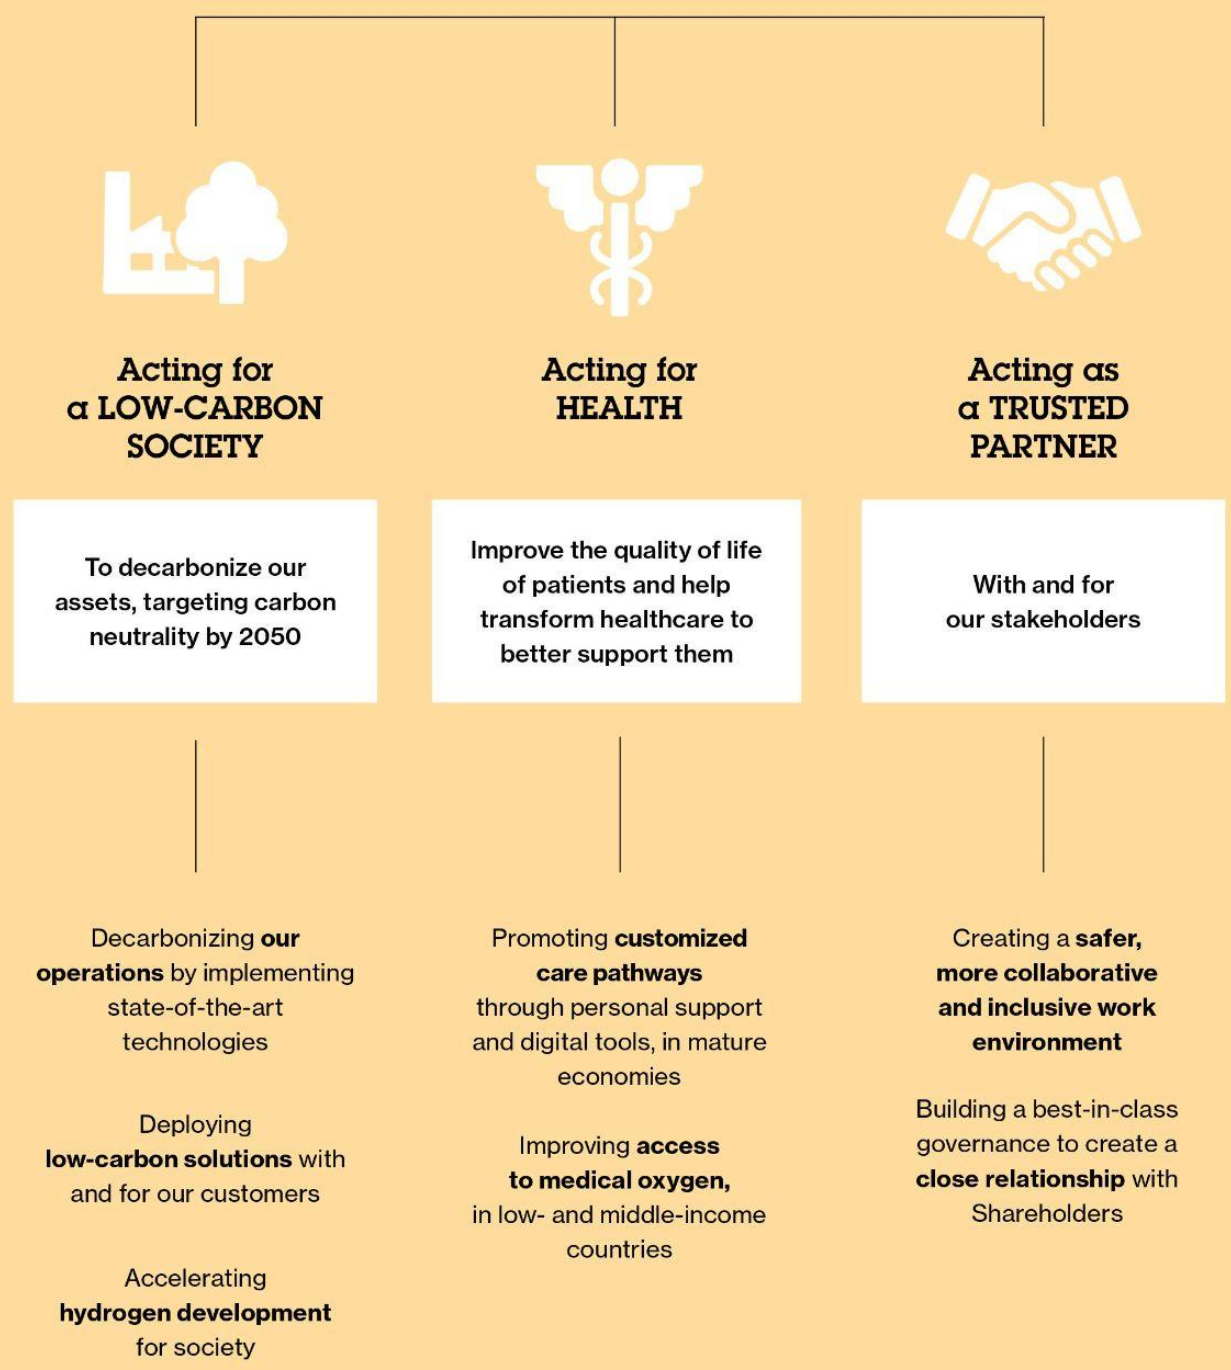 Acting for
a LOW-CARBON
SOCIETY
To decarbonize our
assets, targeting carbon
neutrality by 2050
Decarbonizing our
operations by implementing
state-of-the-art
technologies
Deploying
low-carbon solutions with
and for our customers
Accelerating
hydrogen development
for society
Acting for
HEALTH
Improve the quality of life
of patients and help
transform healthcare to
better support them
Promoting customized
care pathways
through personal support
and digital tools, in mature
economies
Improving access
to medical oxygen,
in low- and middle-income
countries
Acting as
a TRUSTED
PARTNER
With and for
our stakeholders
Creating a safer,
more collaborative
and inclusive work
environment
Building a best-in-class
governance to create a
close relationship with
Shareholders